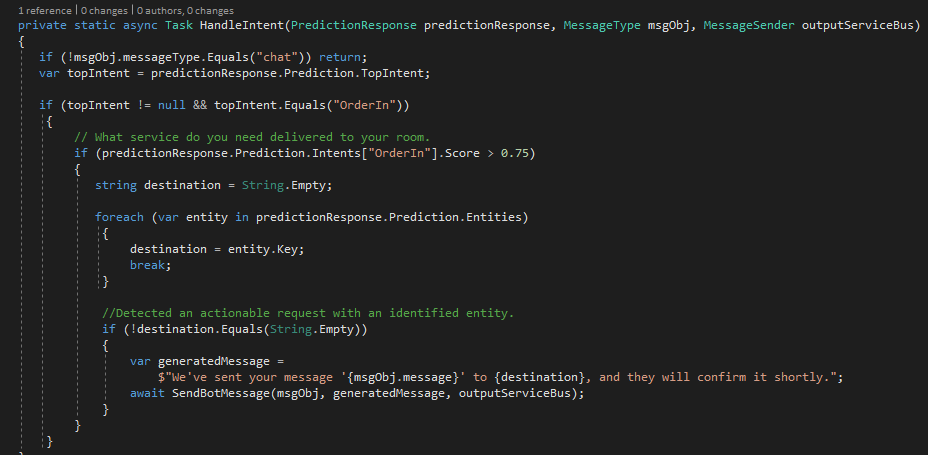 1 reference | 0 changes | 0 authors, 0 changes
private static async Task HandleIntent(PredictionResponse predictionResponse, MessageType msgObj, MessageSender outputServiceBus)
{
if (!msgObj.messageType.Equals("chat")) return;
var topIntent = predictionResponse.Prediction.TopIntent;
if (topIntent != null && topIntent.Equals("OrderIn"))
{
// What service do you need delivered to your room.
if (predictionResponse.Prediction.Intents["OrderIn"].Score > 0.75)
{
string destination = String.Empty;
foreach (var entity in predictionResponse.Prediction.Entities)
{
destination = entity.Key;
break;
}
//Detected an actionable request with an identified entity.
if (!destination.Equals(String.Empty))
{
var generatedMessage =
$"We've sent your message '{msgObj.message}' to {destination}, and they will confirm it shortly.";
await SendBotMessage(msgObj, generatedMessage, outputServiceBus);
}
}
}